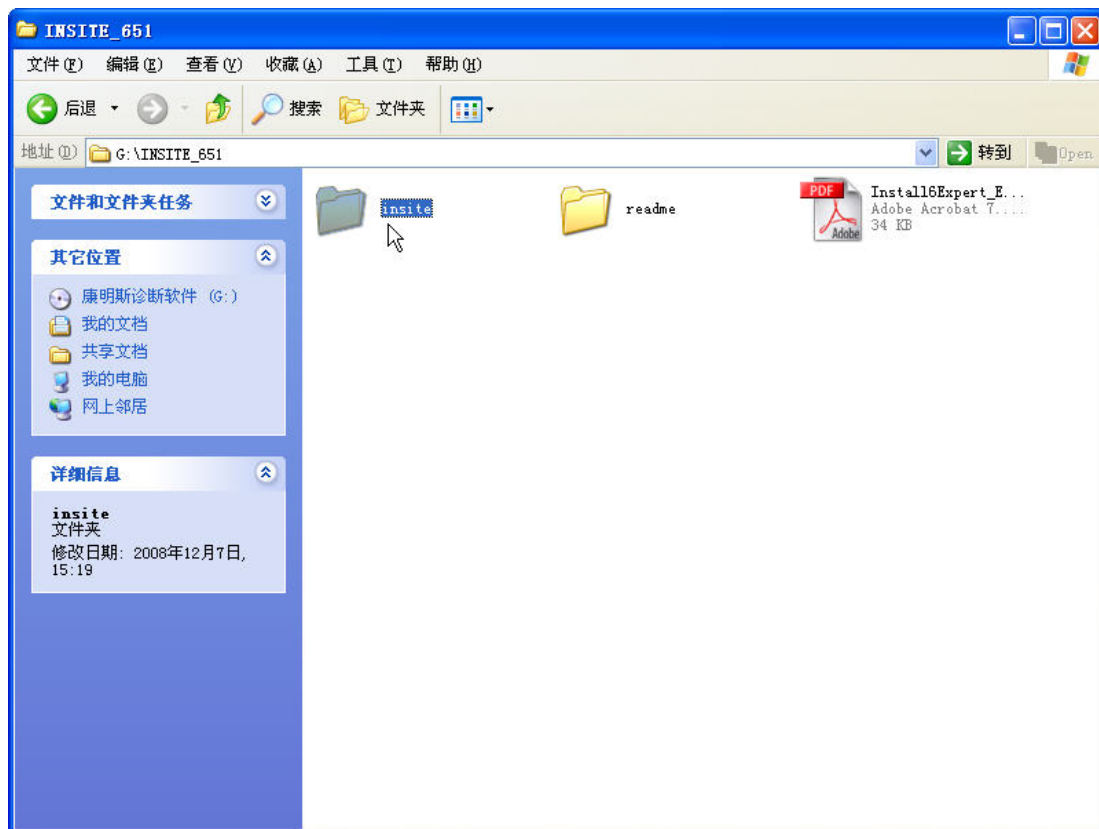 INSITE_651
文件(F) 编辑(E) 查看(V) 收藏(A) 工具(T) 帮助(H)
后退 搜索 文件夹
地址(D) G:\INSITE_651 转到 Open
文件和文件夹任务
其它位置
康明斯诊断软件 (G:)
我的文档
共享文档
我的电脑
网上邻居
详细信息
insite
文件夹
修改日期: 2008年12月7日,
15:19
insite
readme
PDF
Adobe
Install6Expert_E...
Adobe Acrobat 7....
34 KB